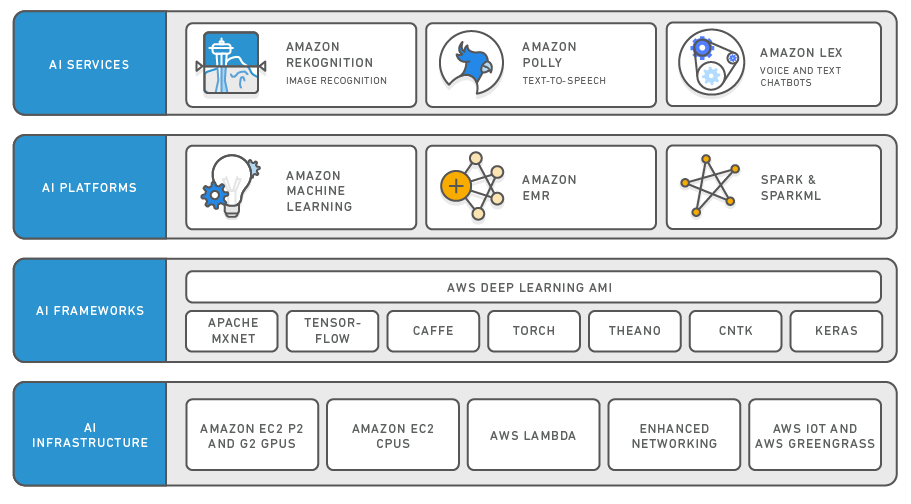 AI SERVICES
AMAZON
REKOGNITION
IMAGE RECOGNITION
AMAZON
POLLY
TEXT-TO-SPEECH
AMAZON LEX
VOICE AND TEXT
CHATBOTS
AI PLATFORMS
AMAZON
MACHINE
LEARNING
AMAZON
EMR
SPARK &
SPARKML
AI FRAMEWORKS
AWS DEEP LEARNING AMI
APACHE
MXNET
TENSOR-
FLOW
CAFFE
TORCH
THEANO
CNTK
KERAS
AI
INFRASTRUCTURE
AMAZON EC2 P2
AND G2 GPUS
AMAZON EC2
CPUS
AWS LAMBDA
ENHANCED
NETWORKING
AWS IOT AND
AWS GREENGRASS